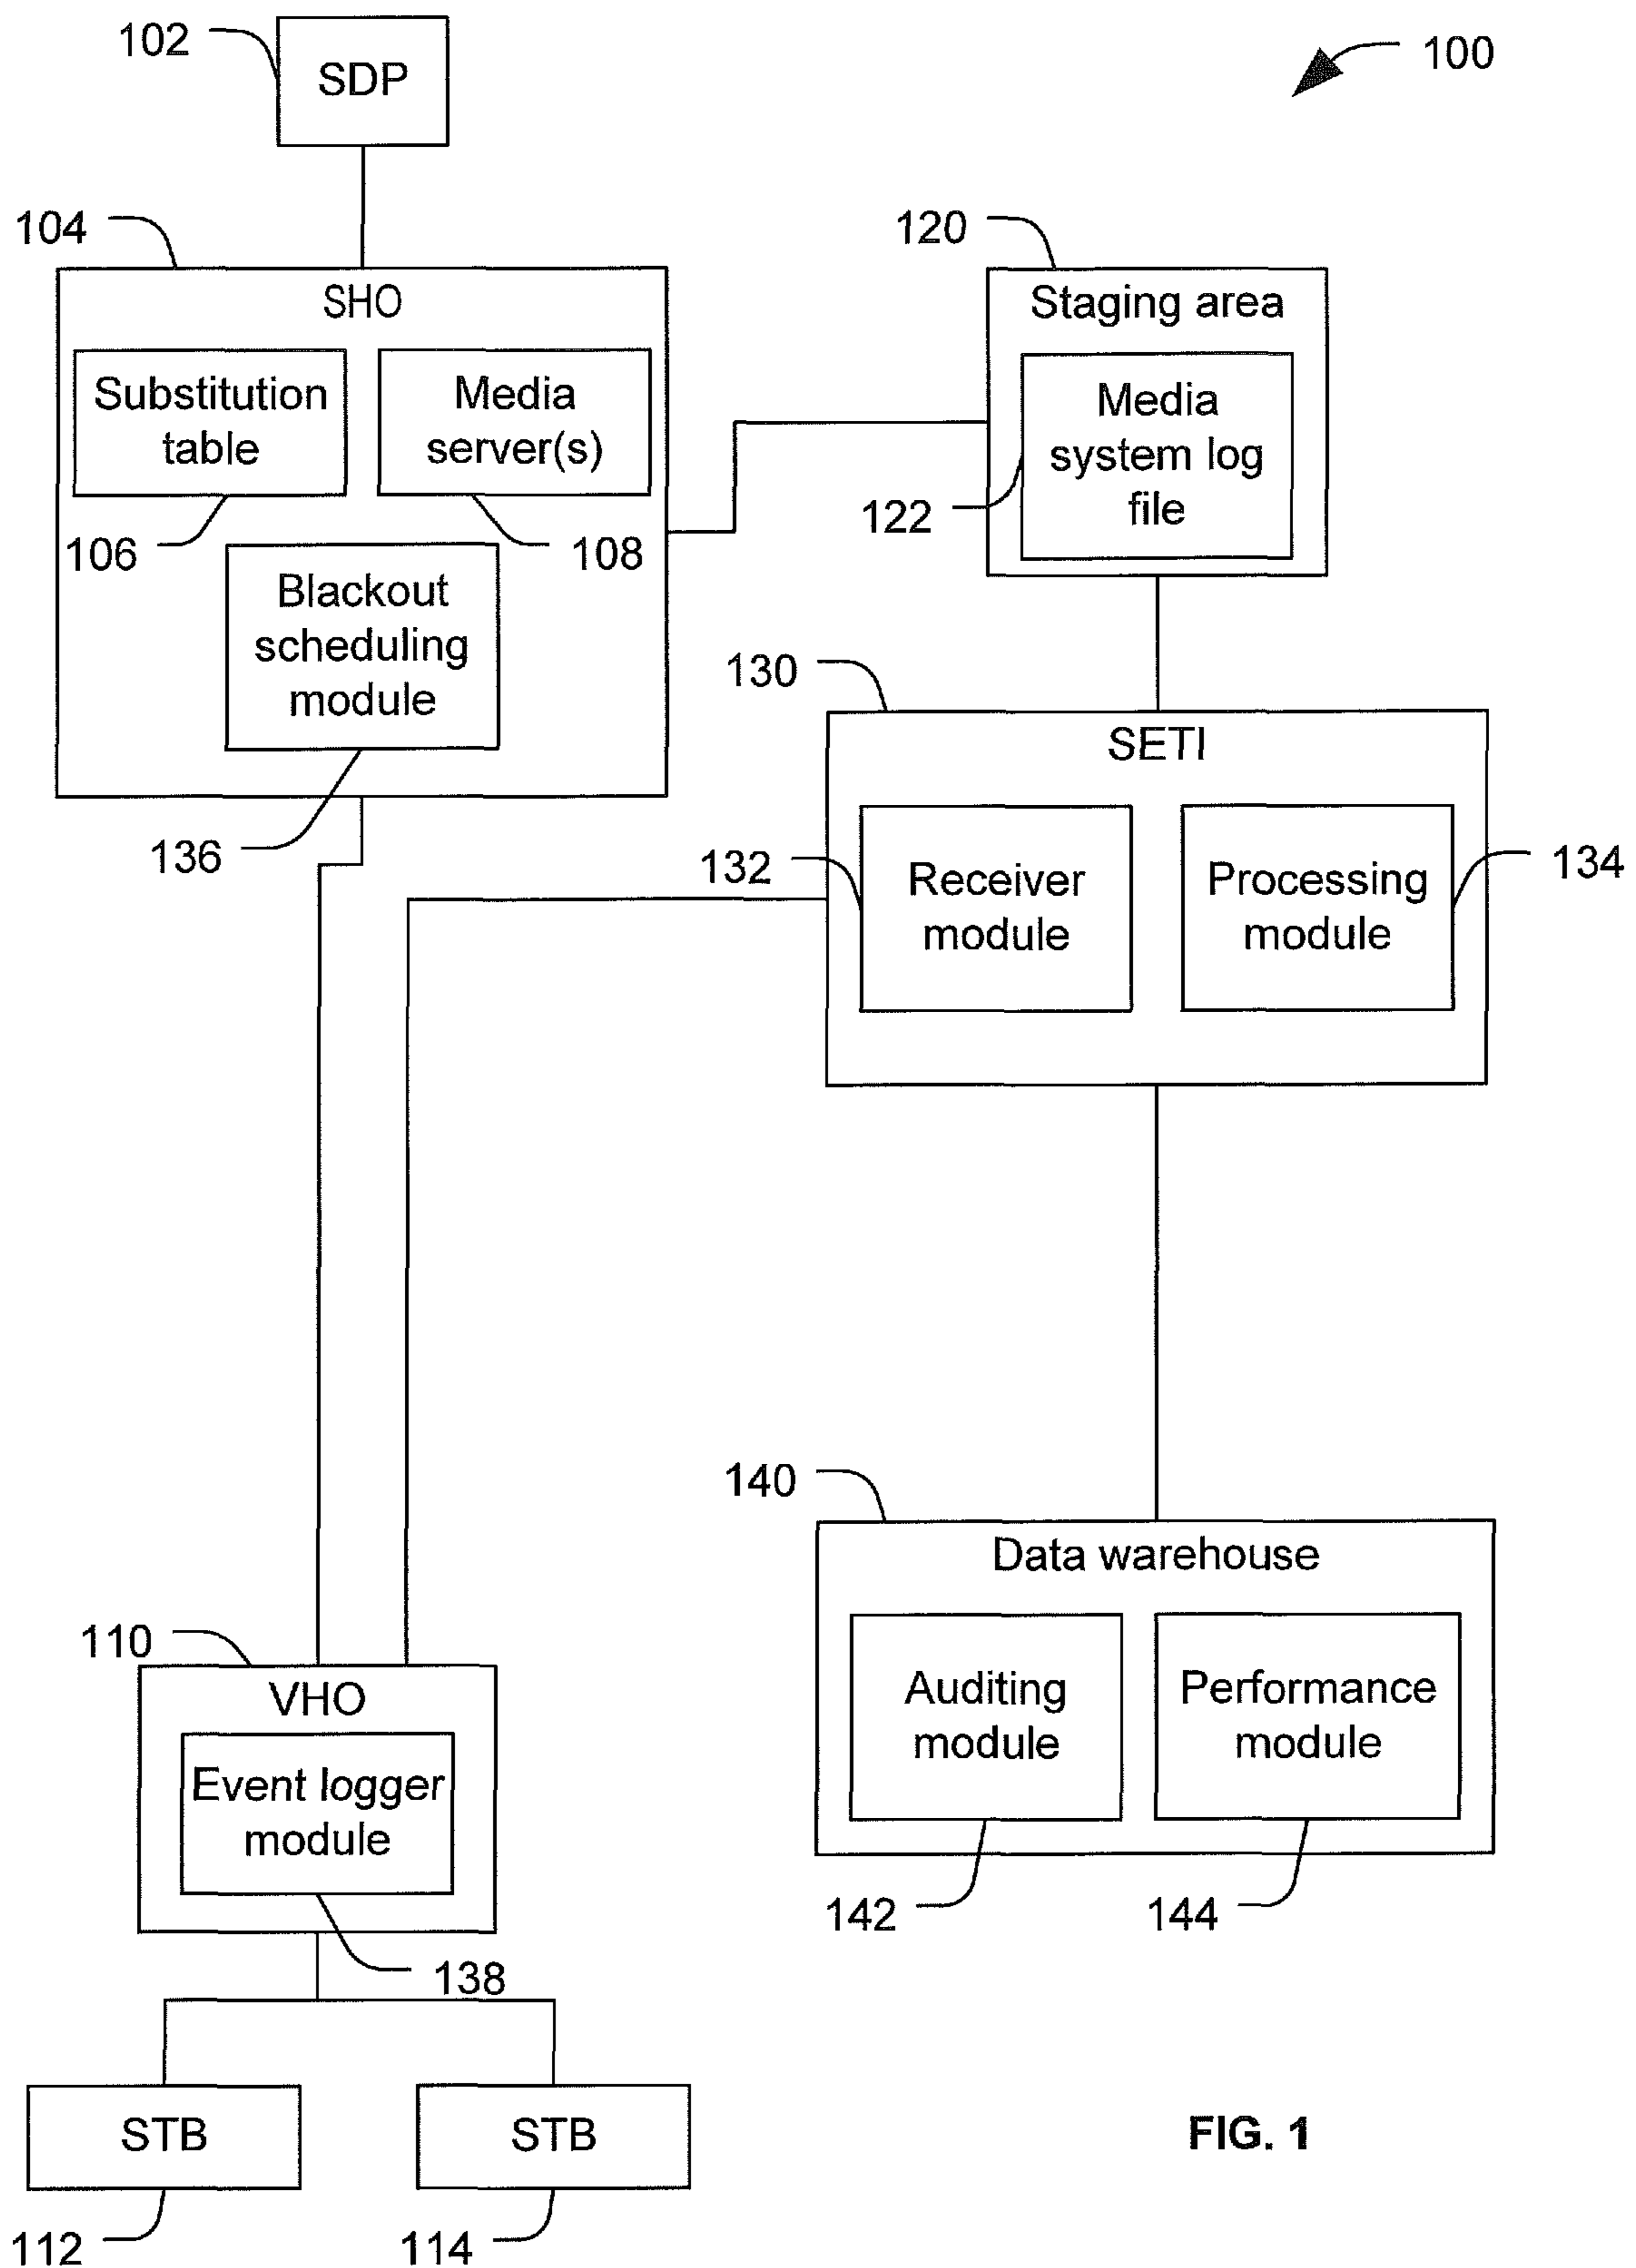 102
SDP
100
104
SHO
Substitution
table
Media
server(s)
106
108
Blackout
scheduling
module
136
120
Staging area
Media
system log
file
122
130
SETI
132
Receiver
module
Processing
module
134
140
Data warehouse
Auditing
module
Performance
module
142
144
110
VHO
Event logger
module
138
STB
STB
112
114
FIG. 1